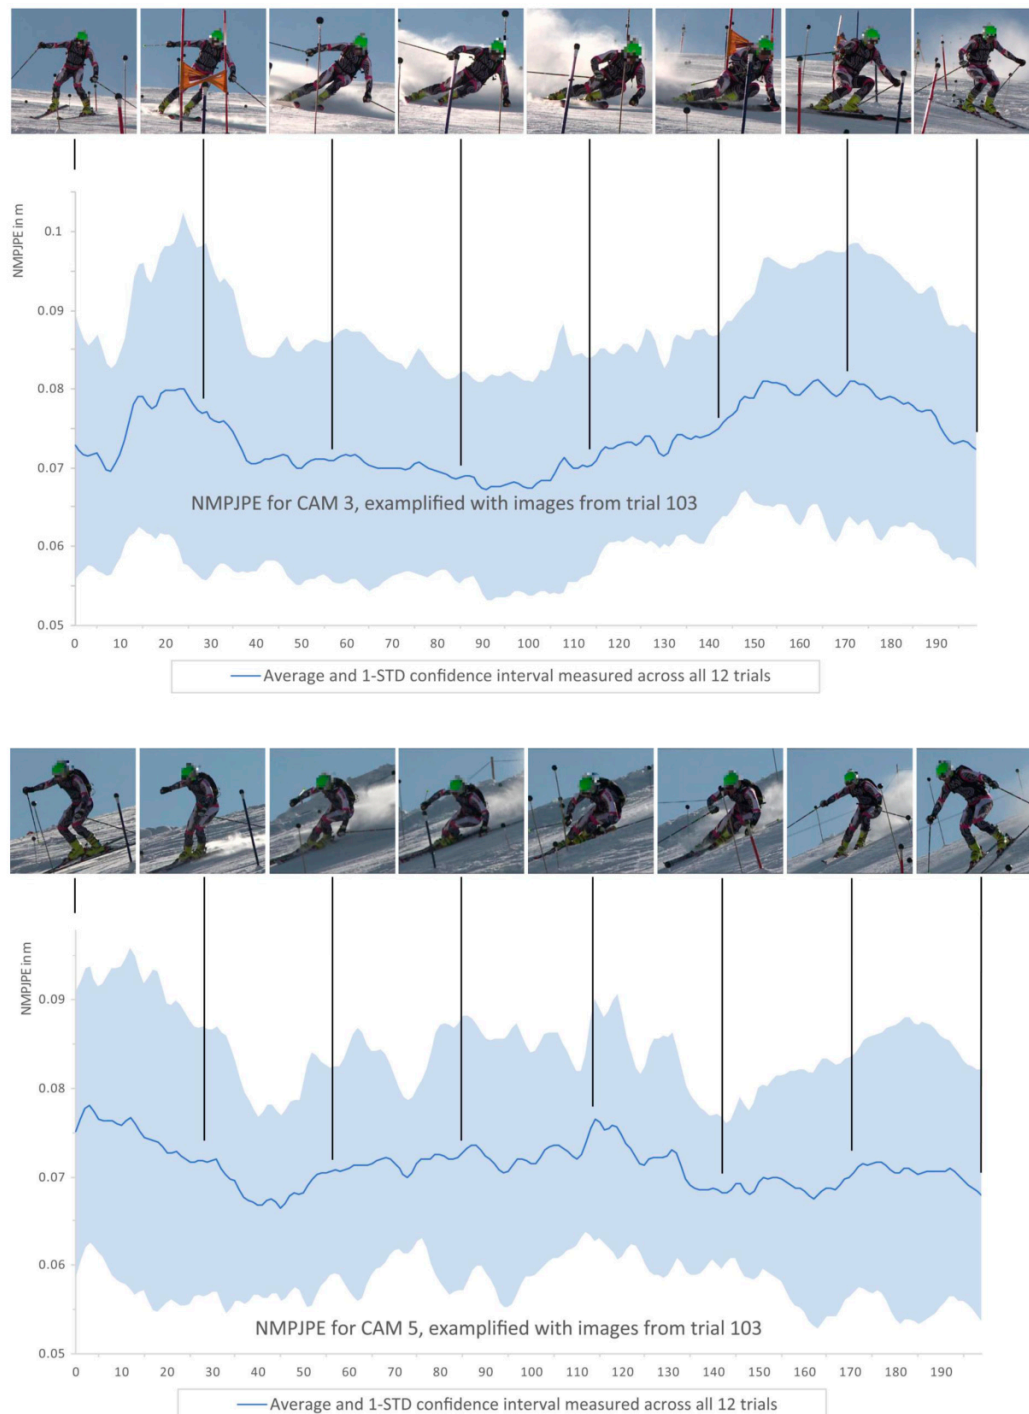 NMPJPE in m
0.1
0.09
0.08
0.07
0.06
0.05
NMPJPE for CAM 3, examplified with images from trial 103
0 10 20 30 40 50 60 70 80 90 100 110 120 130 140 150 160 170 180 190
Average and 1-STD confidence interval measured across all 12 trials
NMPJPE in m
0.09
0.08
0.07
0.06
0.05
NMPJPE for CAM 5, examplified with images from trial 103
0 10 20 30 40 50 60 70 80 90 100 110 120 130 140 150 160 170 180 190
Average and 1-STD confidence interval measured across all 12 trials